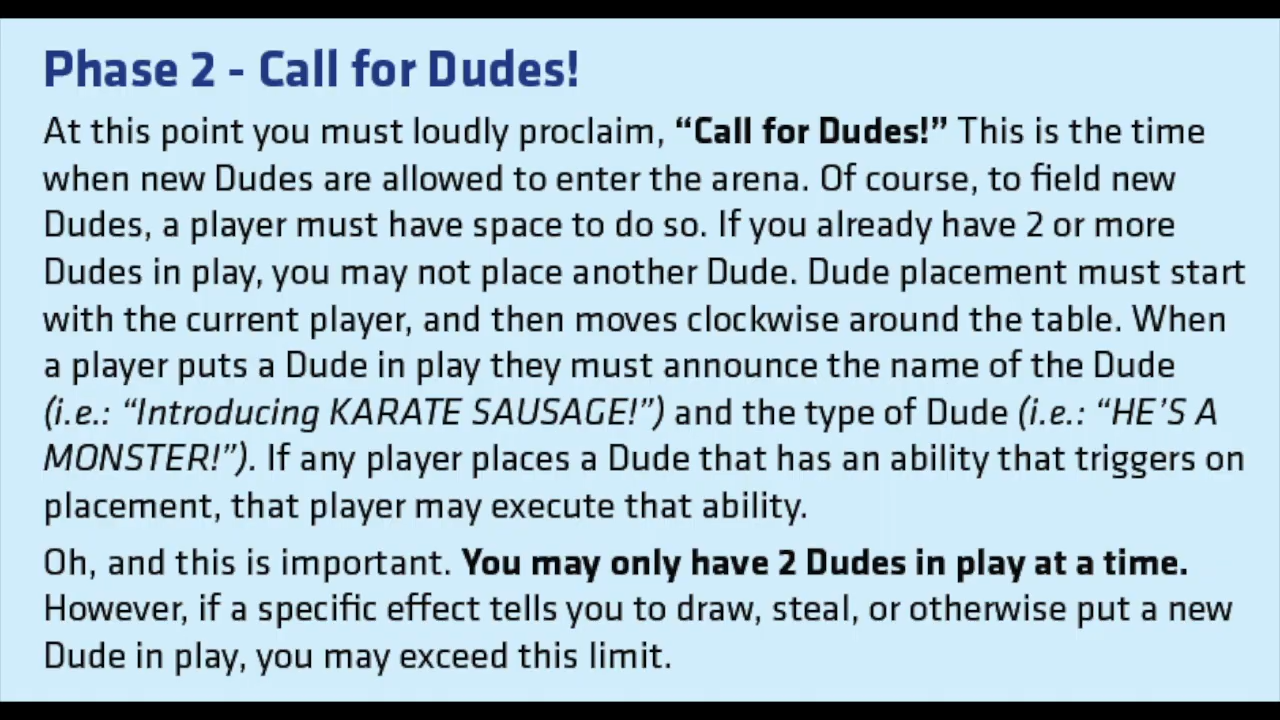 Phase 2 - Call for Dudes!
At this point you must loudly proclaim, “Call for Dudes!” This is the time
when new Dudes are allowed to enter the arena. Of course, to field new
Dudes, a player must have space to do so. If you already have 2 or more
Dudes in play, you may not place another Dude. Dude placement must start
with the current player, and then moves clockwise around the table. When
a player puts a Dude in play they must announce the name of the Dude
(i.e.: “Introducing KARATE SAUSAGE!”) and the type of Dude (i.e.: “HE’S A
MONSTER!”). If any player places a Dude that has an ability that triggers on
placement, that player may execute that ability.
Oh, and this is important. You may only have 2 Dudes in play at a time.
However, if a specific effect tells you to draw, steal, or otherwise put a new
Dude in play, you may exceed this limit.